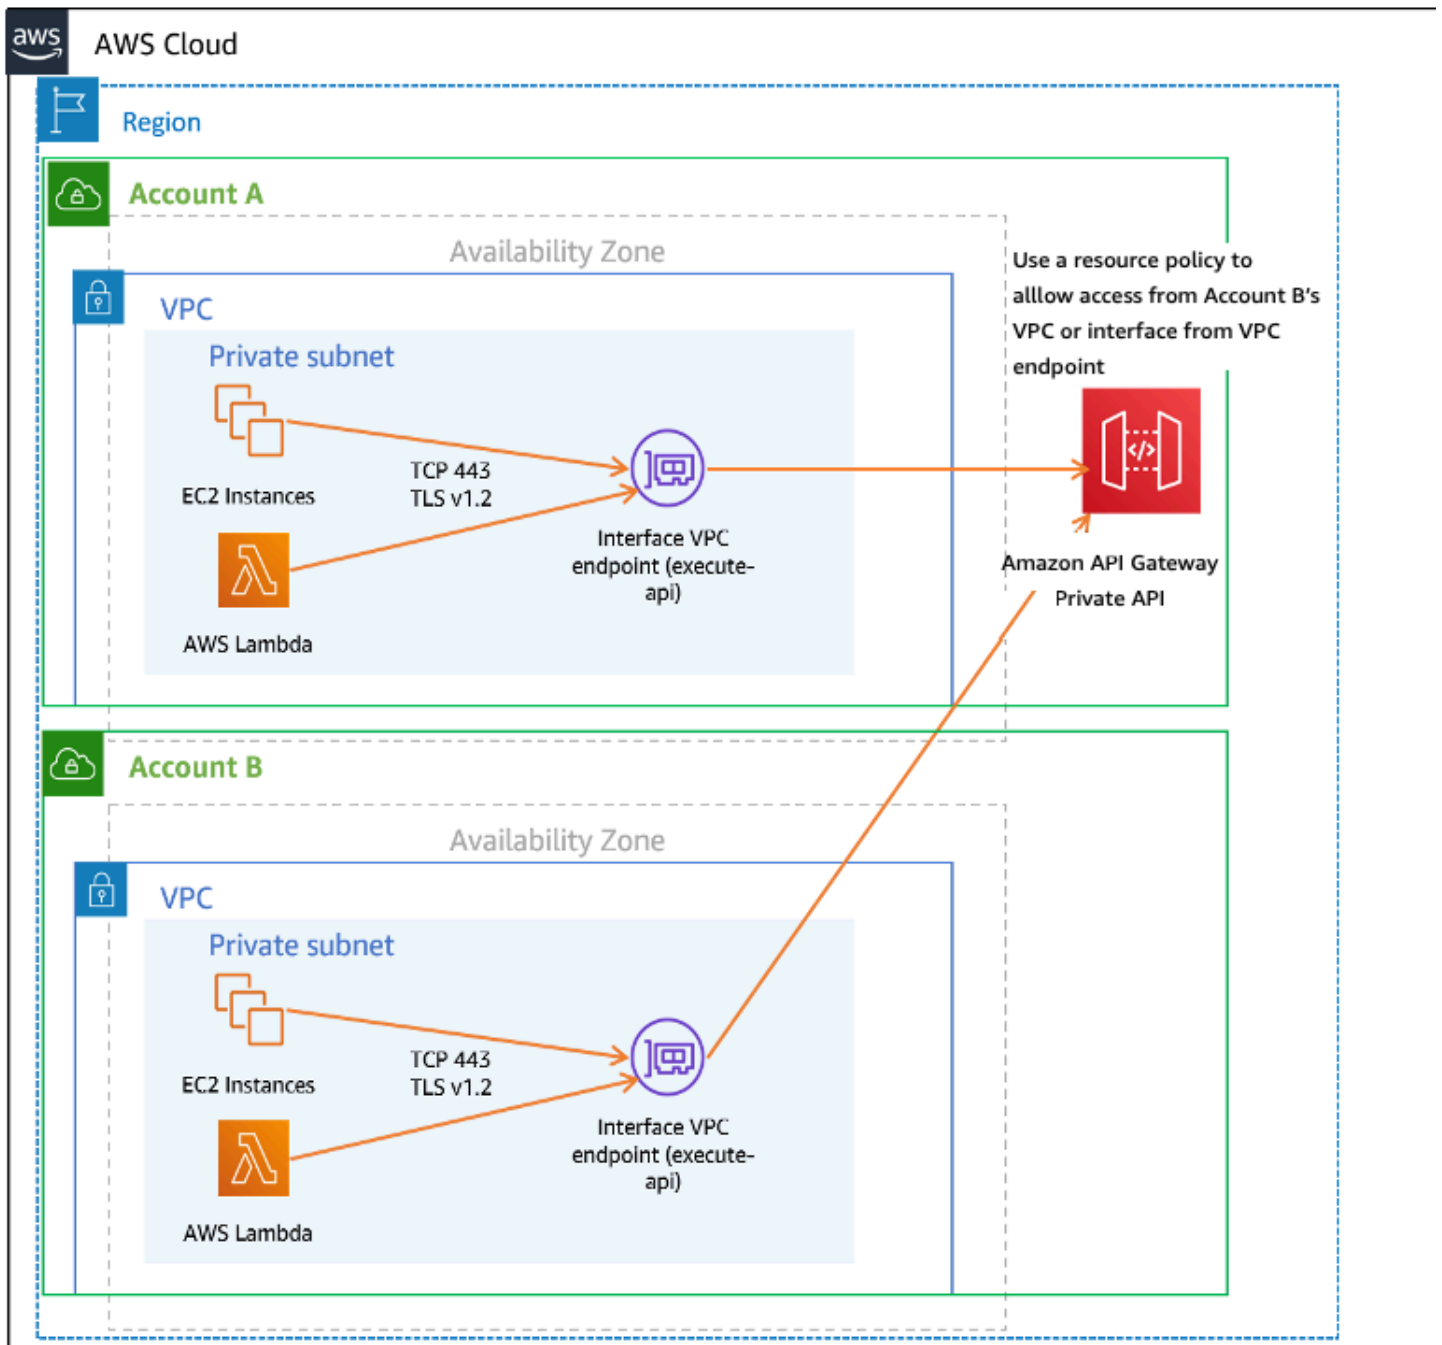 aws
AWS Cloud
Region
Account A
Availability Zone
VPC
Private subnet
EC2 Instances
TCP 443
TLS v1.2
AWS Lambda
Interface VPC
endpoint (execute-
api)
Use a resource policy to
alllow access from Account B's
VPC or interface from VPC
endpoint
</>
Amazon API Gateway
Private API
Account B
Availability Zone
VPC
Private subnet
EC2 Instances
TCP 443
TLS v1.2
AWS Lambda
Interface VPC
endpoint (execute-
api)